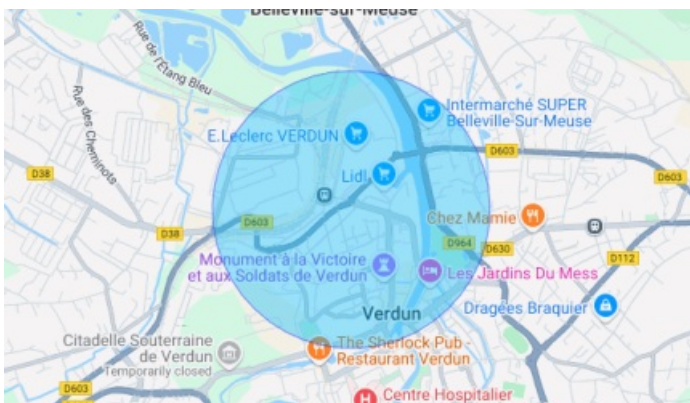 Belleville-sur-Meuse
Rue de l'Étang Bleu
Rue des Cheminots
Intermarché SUPER
Belleville-Sur-Meuse
E.Leclerc VERDUN
D603
Lidl
D38
D603
Chez Mamie
D603
D38
D964
D630
D112
Monument à la Victoire
et aux Soldats de Verdun
Les Jardins Du Mess
Dragées Braquier
Verdun
Citadelle Souterraine
de Verdun
Temporarily closed
The Sherlock Pub -
Restaurant Verdun
D603
H
Centre Hospitalier